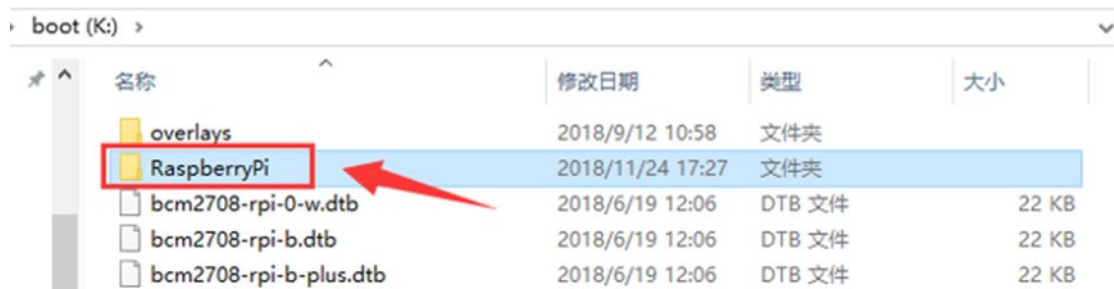 boot (K:)
名称 修改日期 类型 大小
overlays 2018/9/12 10:58 文件夹
RaspberryPi 2018/11/24 17:27 文件夹
bcm2708-rpi-0-w.dtb 2018/6/19 12:06 DTB 文件 22 KB
bcm2708-rpi-b.dtb 2018/6/19 12:06 DTB 文件 22 KB
bcm2708-rpi-b-plus.dtb 2018/6/19 12:06 DTB 文件 22 KB